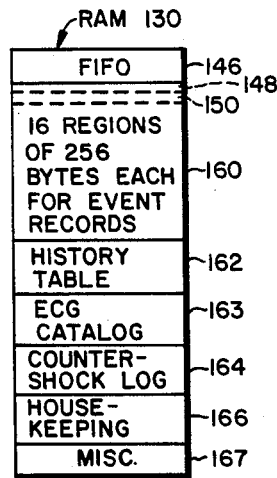 RAM 130
FIFO 146
148
150
16 REGIONS
OF 256
BYTES EACH 160
FOR EVENT
RECORDS
HISTORY 162
TABLE
ECG 163
CATALOG
COUNTER- 164
SHOCK LOG
HOUSE- 166
KEEPING
MISC. 167